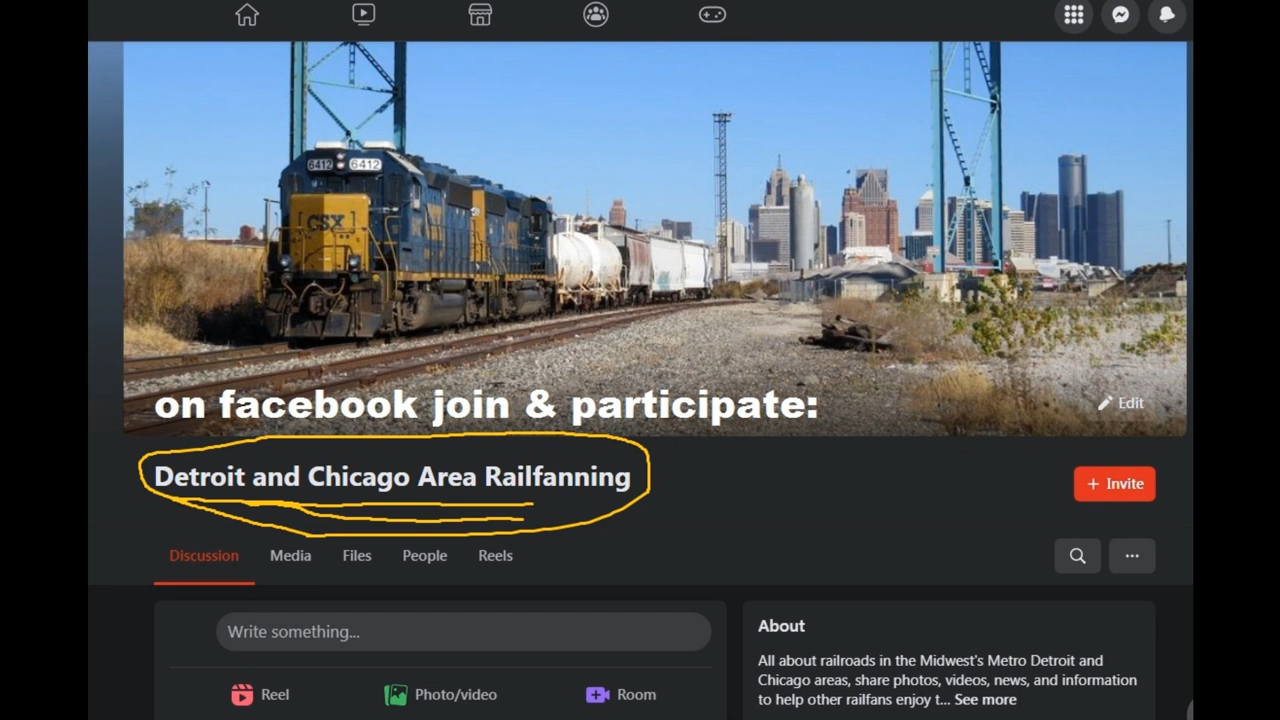 6412 6412
CSX
on facebook join & participate:
Edit
Detroit and Chicago Area Railfanning
+ Invite
Discussion Media Files People Reels
Write something...
Reel Photo/video Room
About
All about railroads in the Midwest's Metro Detroit and
Chicago areas, share photos, videos, news, and information
to help other railfans enjoy t... See more